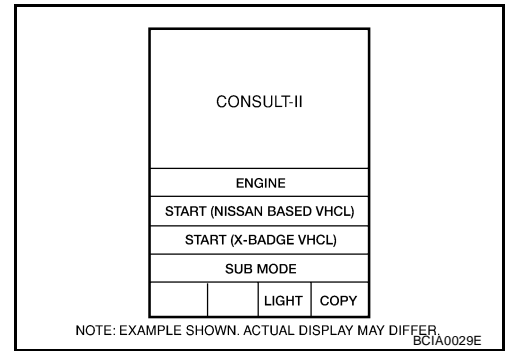 CONSULT-II
ENGINE
START (NISSAN BASED VHCL)
START (X-BADGE VHCL)
SUB MODE
LIGHT COPY
NOTE: EXAMPLE SHOWN. ACTUAL DISPLAY MAY DIFFER.
BCIA0029E